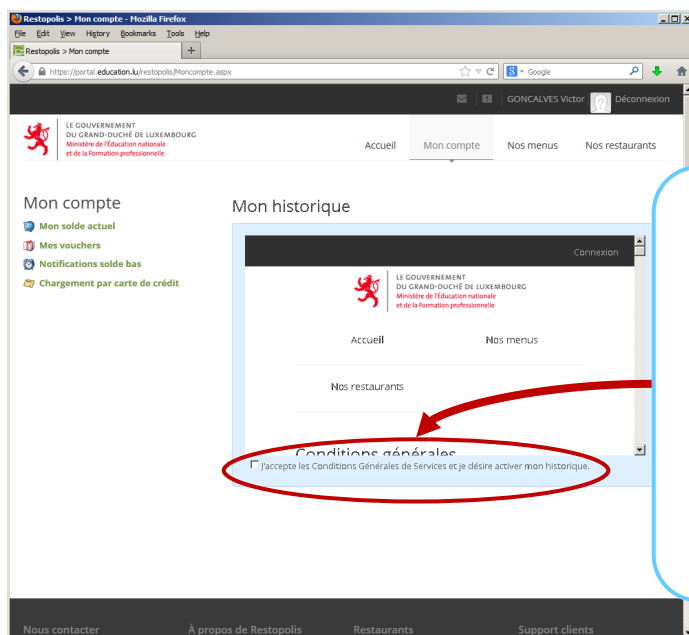 Restopolis > Mon compte - Mozilla Firefox
File Edit View History Bookmarks Tools Help
Restopolis > Mon compte
https://portal.education.lu/restopolis/Moncompte.aspx
Google
GONCALVES Victor Déconnexion
LE GOUVERNEMENT
DU GRAND-DUCHÉ DE LUXEMBOURG
Ministère de l'Éducation nationale
et de la Formation professionnelle
Accueil Mon compte Nos menus Nos restaurants
Mon compte
Mon solde actuel
Mes vouchers
Notifications solde bas
Chargement par carte de crédit
Mon historique
Connexion
LE GOUVERNEMENT
DU GRAND-DUCHÉ DE LUXEMBOURG
Ministère de l'Éducation nationale
et de la Formation professionnelle
Accueil Nos menus
Nos restaurants
Conditions générales
J'accepte les Conditions Générales de Services et je désire activer mon historique.
Nous contacter À propos de Restopolis Restaurants Support clients